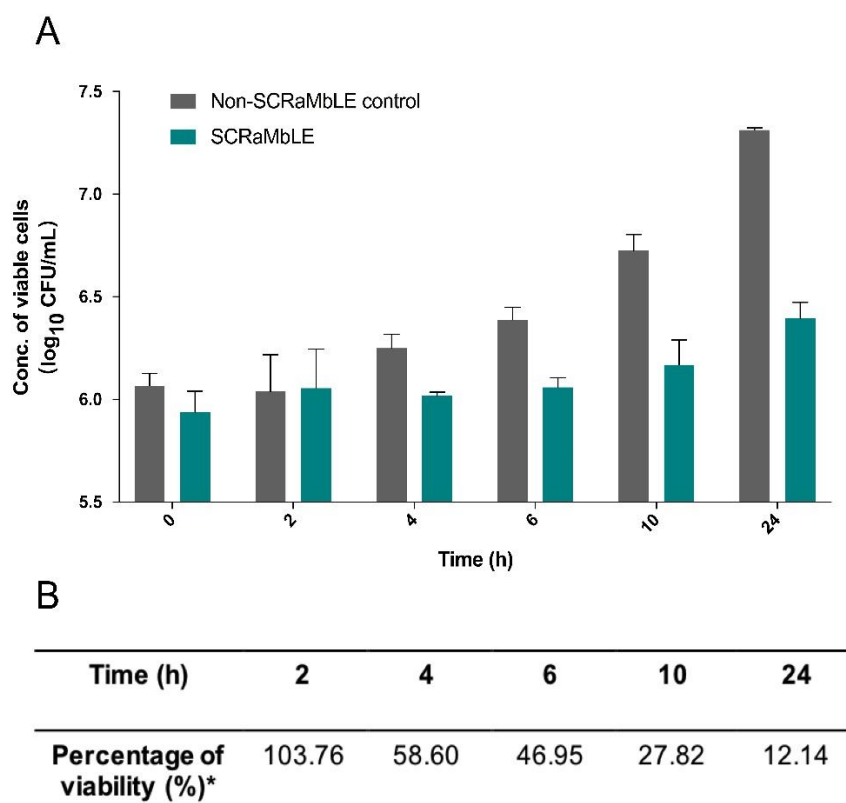 A
7.5
Non-SCRaMbLE control
SCRaMbLE
7.0
6.5
6.0
5.5
Conc. of viable cells
(log10 CFU/mL)
0 2 4 6 10 24
Time (h)
B
Time (h) 2 4 6 10 24
Percentage of 103.76 58.60 46.95 27.82 12.14
viability (%)*